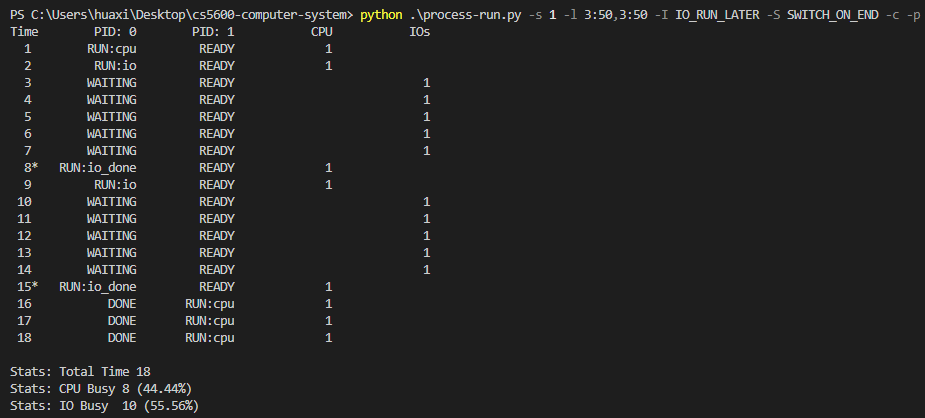 PS C:\Users\huaxi\Desktop\cs5600-computer-system> python .\process-run.py -s 1 -l 3:50,3:50 -I IO_RUN_LATER -S SWITCH_ON_END -c -p
Time PID: 0 PID: 1 CPU IOs
1 RUN:cpu READY 1
2 RUN:io READY 1
3 WAITING READY 1
4 WAITING READY 1
5 WAITING READY 1
6 WAITING READY 1
7 WAITING READY 1
8* RUN:io_done READY 1
9 RUN:io READY 1
10 WAITING READY 1
11 WAITING READY 1
12 WAITING READY 1
13 WAITING READY 1
14 WAITING READY 1
15* RUN:io_done READY 1
16 DONE RUN:cpu 1
17 DONE RUN:cpu 1
18 DONE RUN:cpu 1
Stats: Total Time 18
Stats: CPU Busy 8 (44.44%)
Stats: IO Busy 10 (55.56%)